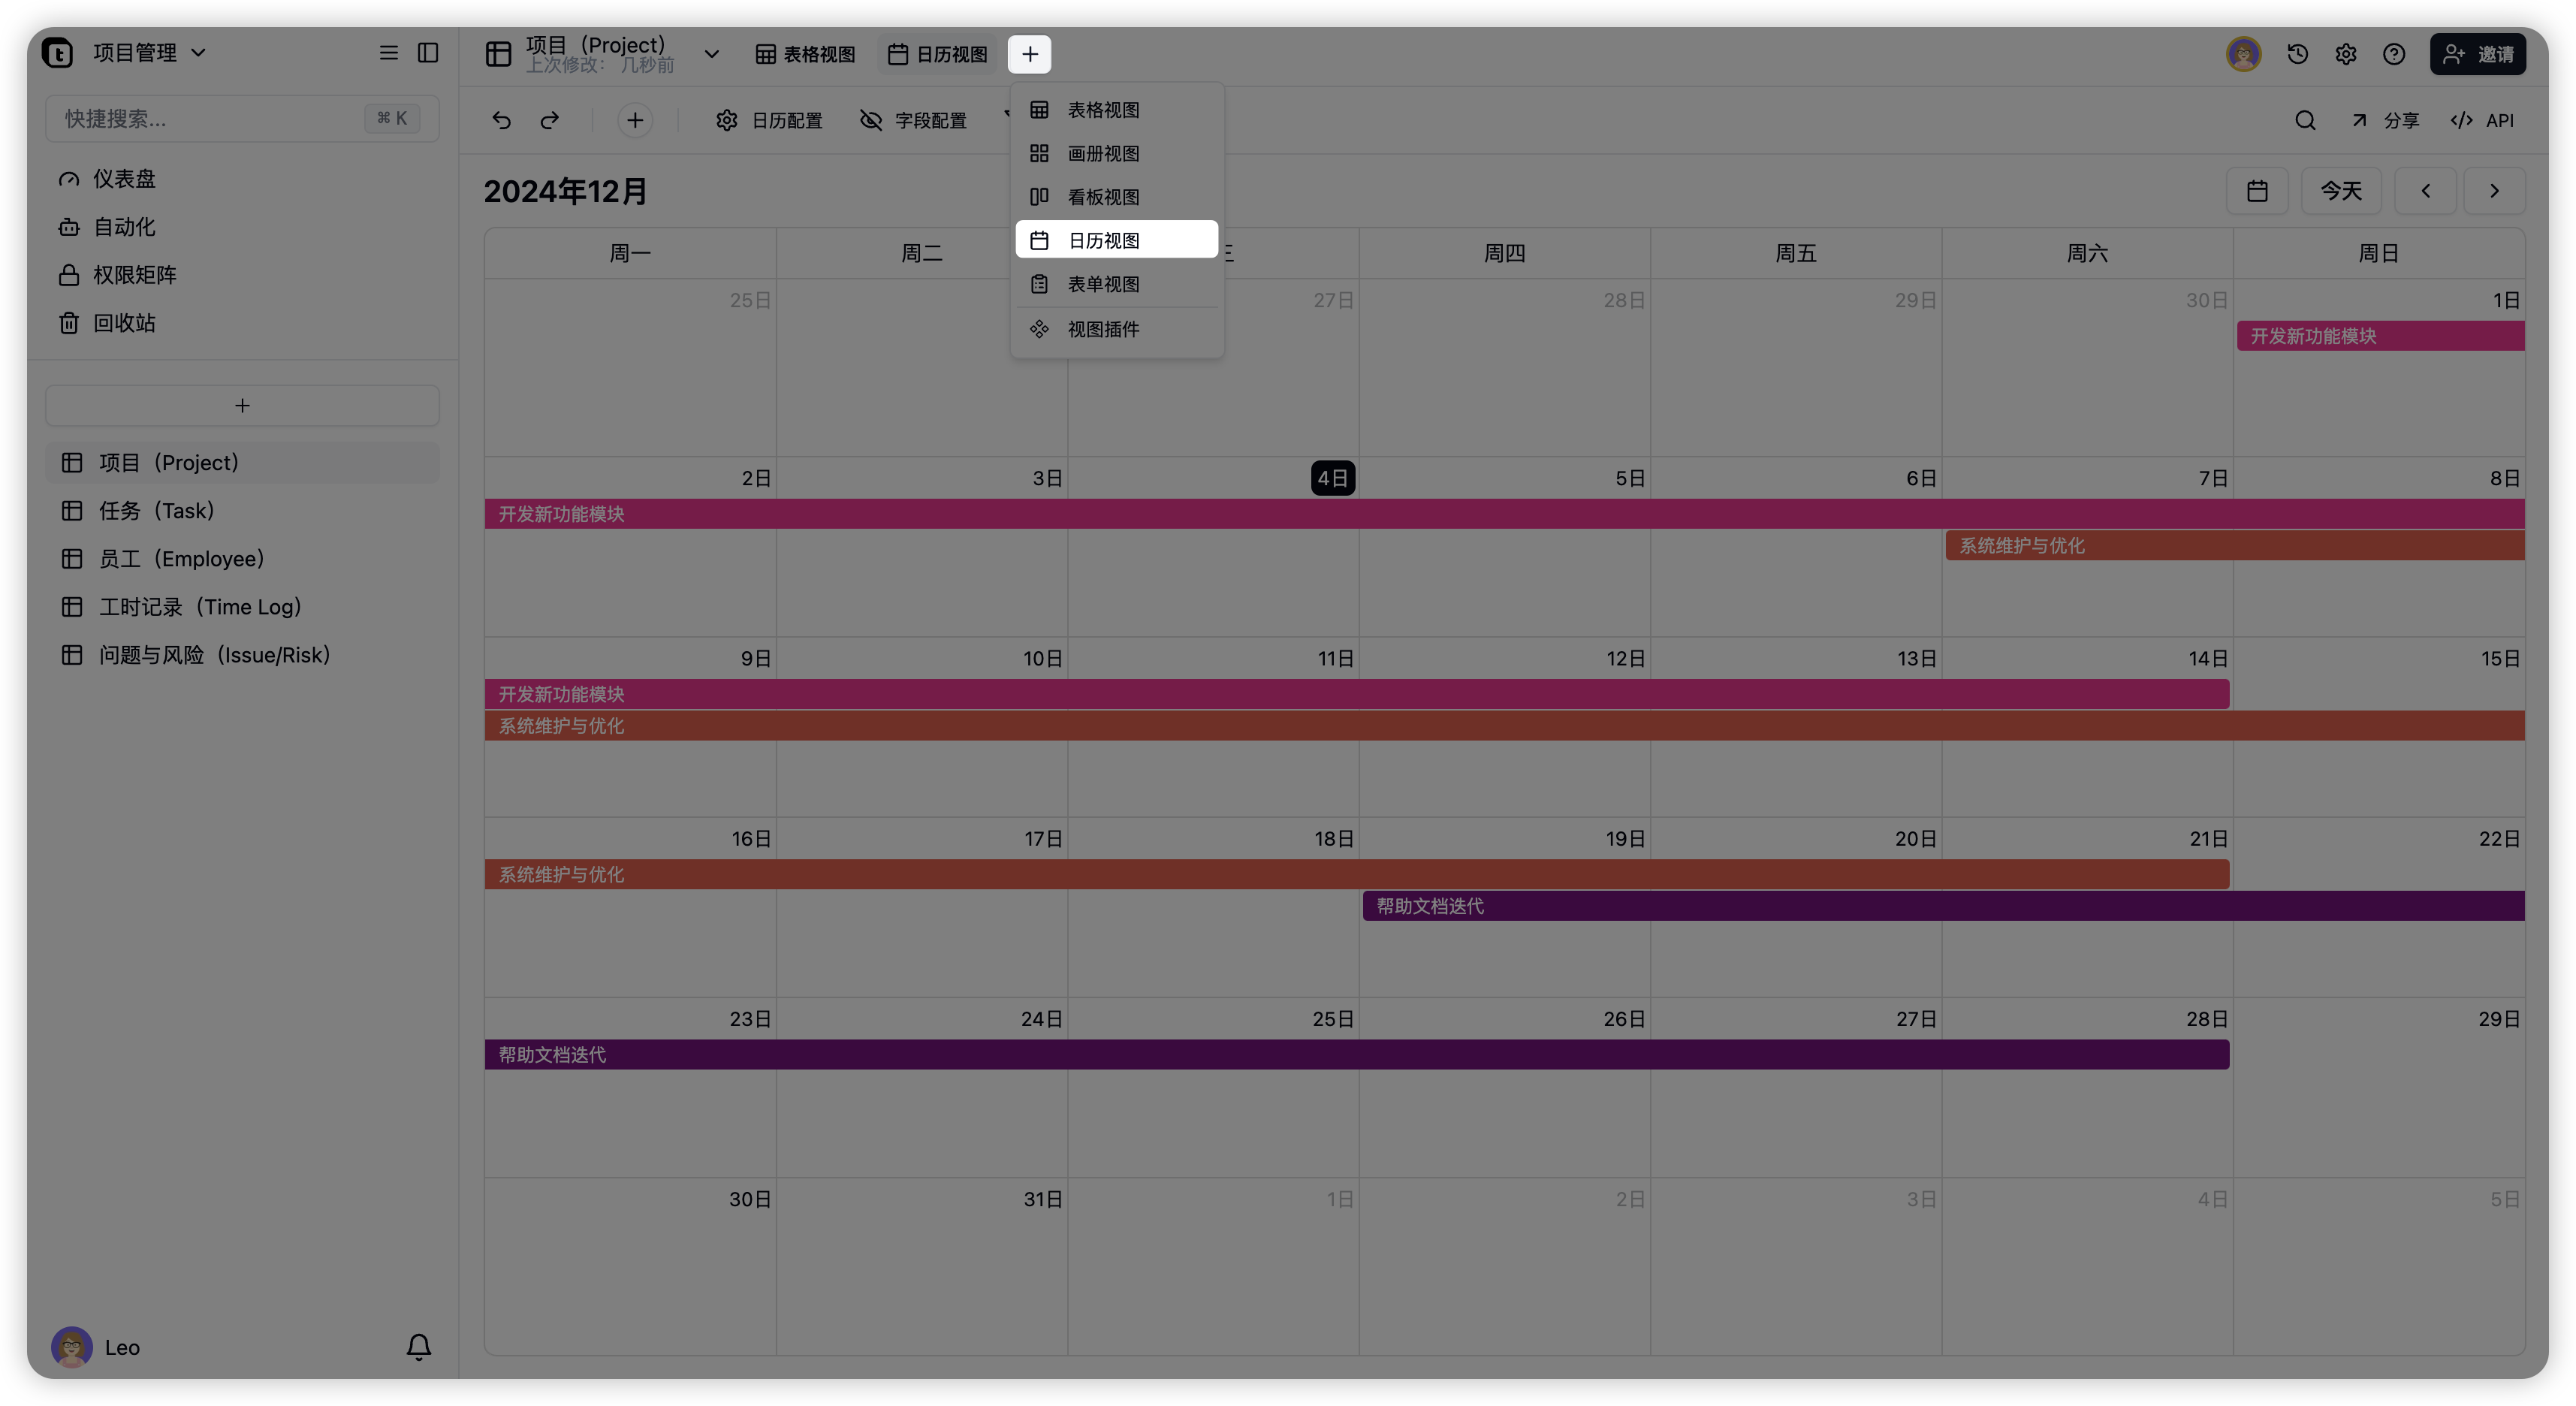 项目管理
快捷搜索...
⌘ K
仪表盘
自动化
权限矩阵
回收站
项目（Project）
任务（Task）
员工（Employee）
工时记录（Time Log）
问题与风险（Issue/Risk）
Leo
项目（Project）
上次修改： 几秒前
表格视图
日历视图
邀请
日历配置
字段配置
分享
API
表格视图
画册视图
看板视图
日历视图
表单视图
视图插件
2024年12月
今天
周一 周二 三 周四 周五 周六 周日
25日 27日 28日 29日 30日 1日
开发新功能模块
2日 3日 4日 5日 6日 7日 8日
开发新功能模块
系统维护与优化
9日 10日 11日 12日 13日 14日 15日
开发新功能模块
系统维护与优化
16日 17日 18日 19日 20日 21日 22日
系统维护与优化
帮助文档迭代
23日 24日 25日 26日 27日 28日 29日
帮助文档迭代
30日 31日 1日 2日 3日 4日 5日